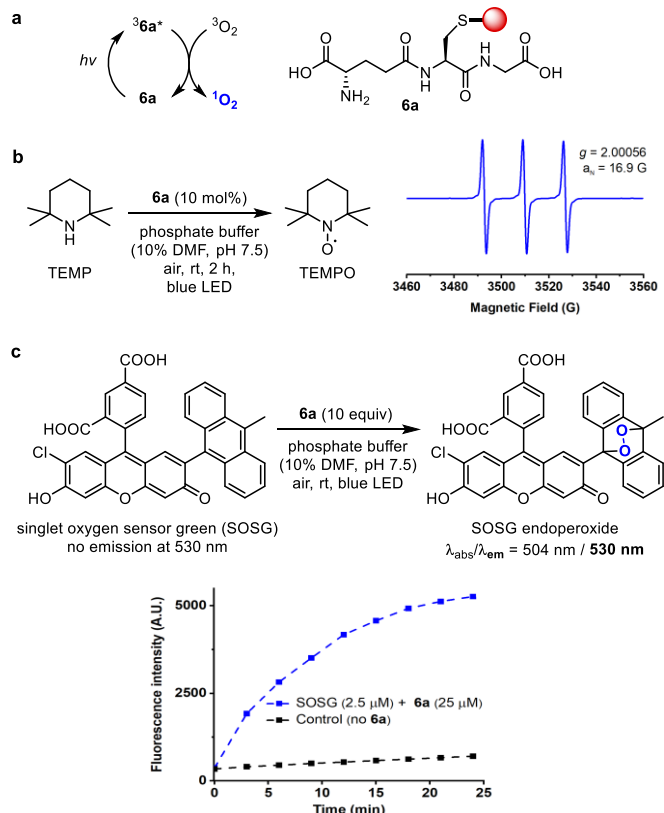 a
³6a*
³O₂
hν
6a
¹O₂
S
HO
O
NH₂
O
N
H
O
H
N
O
OH
6a
b
N
H
TEMP
6a (10 mol%)
phosphate buffer
(10% DMF, pH 7.5)
air, rt, 2 h,
blue LED
N
O·
TEMPO
g = 2.00056
aN = 16.9 G
3460 3480 3500 3520 3540 3560
Magnetic Field (G)
c
COOH
HOOC
Cl
HO
O
O
singlet oxygen sensor green (SOSG)
no emission at 530 nm
6a (10 equiv)
phosphate buffer
(10% DMF, pH 7.5)
air, rt, blue LED
COOH
HOOC
Cl
HO
O
O
O
O
SOSG endoperoxide
λabs/λem = 504 nm / 530 nm
Fluorescence intensity (A.U.)
5000
2500
0
SOSG (2.5 μM) + 6a (25 μM)
Control (no 6a)
0 5 10 15 20 25
Time (min)